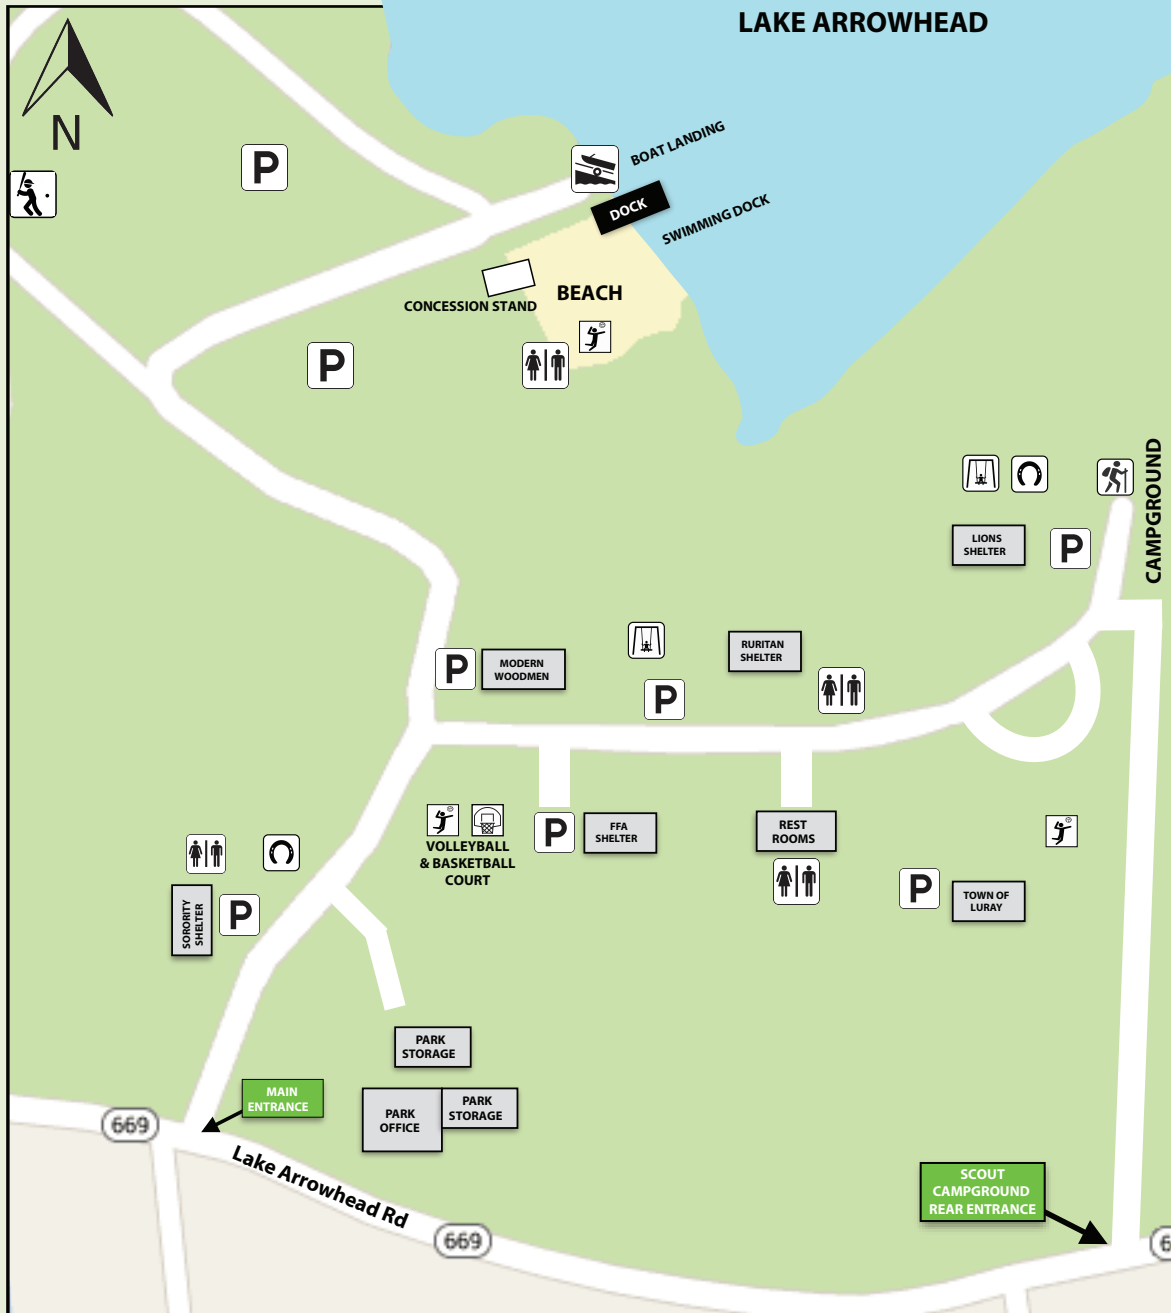 LAKE ARROWHEAD
N
P
BOAT LANDING
DOCK
SWIMMING DOCK
BEACH
CONCESSION STAND
P
CAMPGROUND
LIONS
SHELTER
P
RURITAN
SHELTER
P
MODERN
WOODMEN
P
VOLLEYBALL
& BASKETBALL
COURT
P
FFA
SHELTER
REST
ROOMS
P
TOWN OF
LURAY
SORORITY
SHELTER
P
PARK
STORAGE
MAIN
ENTRANCE
PARK
OFFICE
PARK
STORAGE
669
Lake Arrowhead Rd
669
SCOUT
CAMPGROUND
REAR ENTRANCE
6